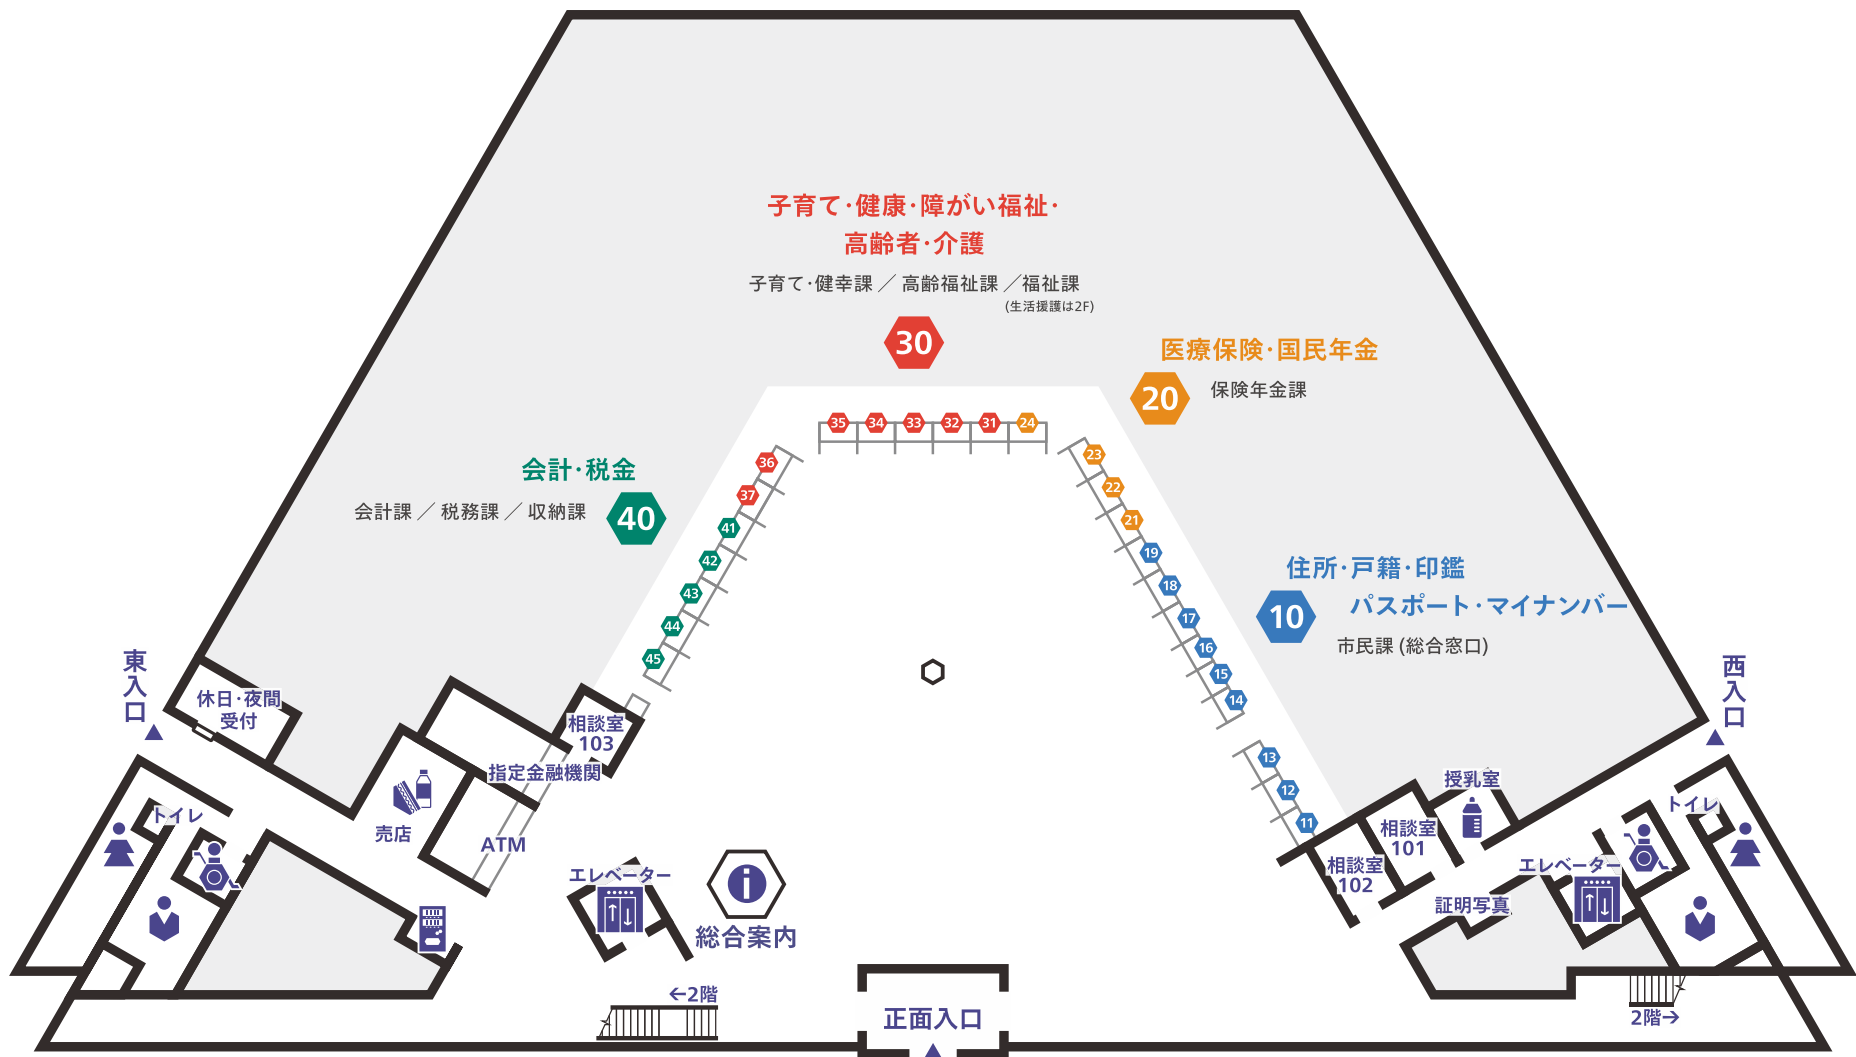 子育て・健康・障がい福祉・
高齢者・介護
子育て・健幸課 ／ 高齢福祉課 ／福祉課
(生活援護は2F)
30
医療保険・国民年金
20
保険年金課
35
34
33
32
31
24
36
37
41
42
43
44
45
23
22
21
19
18
17
16
15
14
13
12
11
会計・税金
会計課 ／ 税務課 ／ 収納課
40
住所・戸籍・印鑑
パスポート・マイナンバー
10
市民課 (総合窓口)
東入口
西入口
休日・夜間
受付
相談室
103
指定金融機関
売店
ATM
トイレ
エレベーター
総合案内
←2階
正面入口
授乳室
相談室
101
相談室
102
エレベーター
証明写真
トイレ
2階→